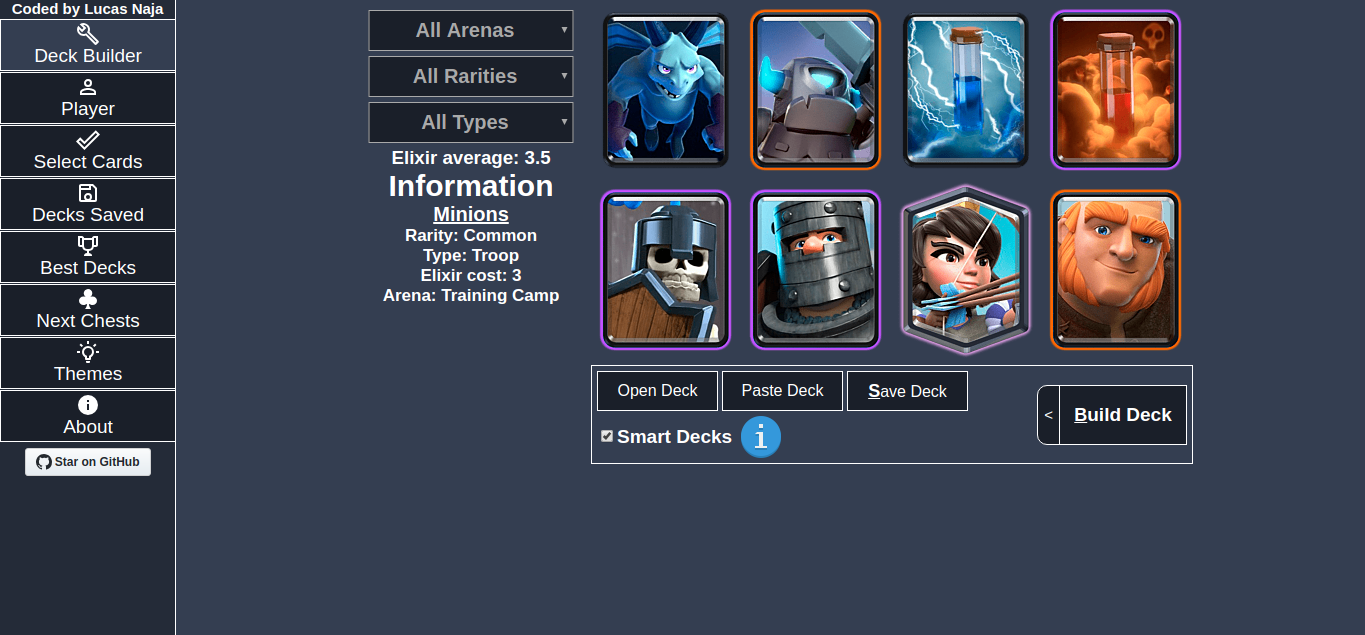 Coded by Lucas Naja
Deck Builder
Player
Select Cards
Decks Saved
Best Decks
Next Chests
Themes
About
Star on GitHub
All Arenas
All Rarities
All Types
Elixir average: 3.5
Information
Minions
Rarity: Common
Type: Troop
Elixir cost: 3
Arena: Training Camp
Open Deck
Paste Deck
Save Deck
< Build Deck
Smart Decks